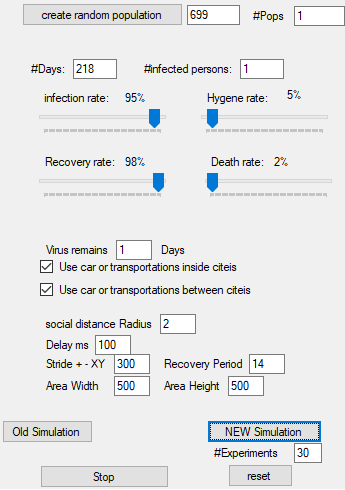 create random population 699 #Pops 1
#Days: 218 #infected persons: 1
infection rate: 95% Hygene rate: 5%
Recovery rate: 98% Death rate: 2%
Virus remains 1 Days
Use car or transportations inside citeis
Use car or transportations between citeis
social distance Radius 2
Delay ms 100
Stride + - XY 300 Recovery Period 14
Area Width 500 Area Height 500
Old Simulation NEW Simulation
#Experiments 30
Stop reset